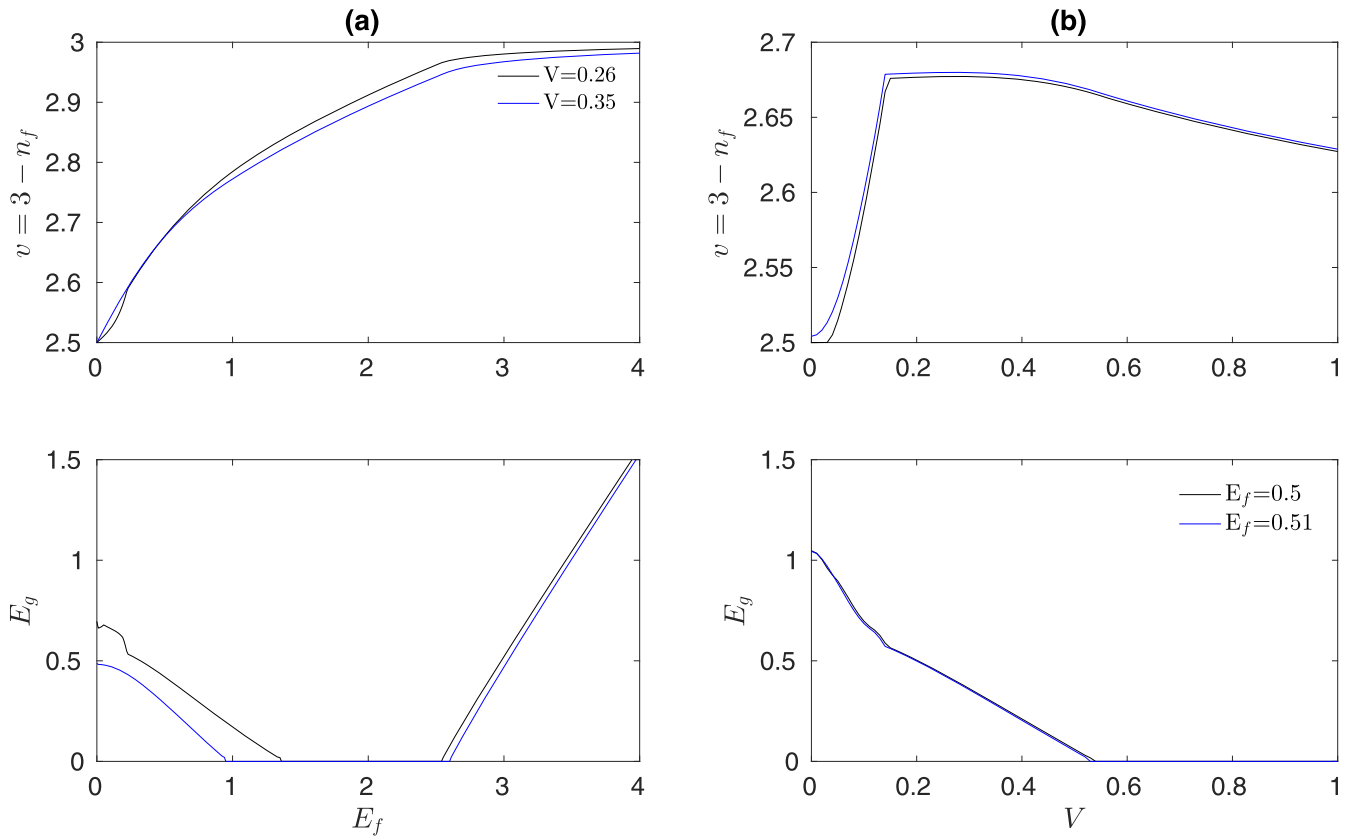 (a)
3
2.9
2.8
2.7
2.6
2.5
v = 3 − n_f
V=0.26
V=0.35
0 1 2 3 4
(b)
2.7
2.65
2.6
2.55
2.5
v = 3 − n_f
0 0.2 0.4 0.6 0.8 1
1.5
1
0.5
0
E_g
0 1 2 3 4
E_f
1.5
1
0.5
0
E_g
E_f=0.5
E_f=0.51
0 0.2 0.4 0.6 0.8 1
V